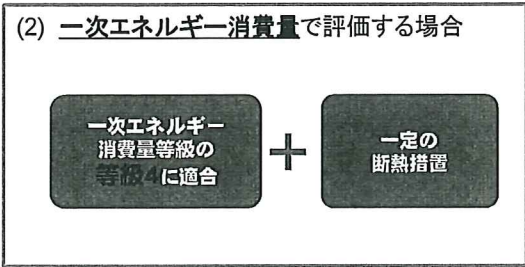 (2) 一次エネルギー消費量で評価する場合
一次エネルギー
消費量等級の
等級4に適合
+
一定の
断熱措置